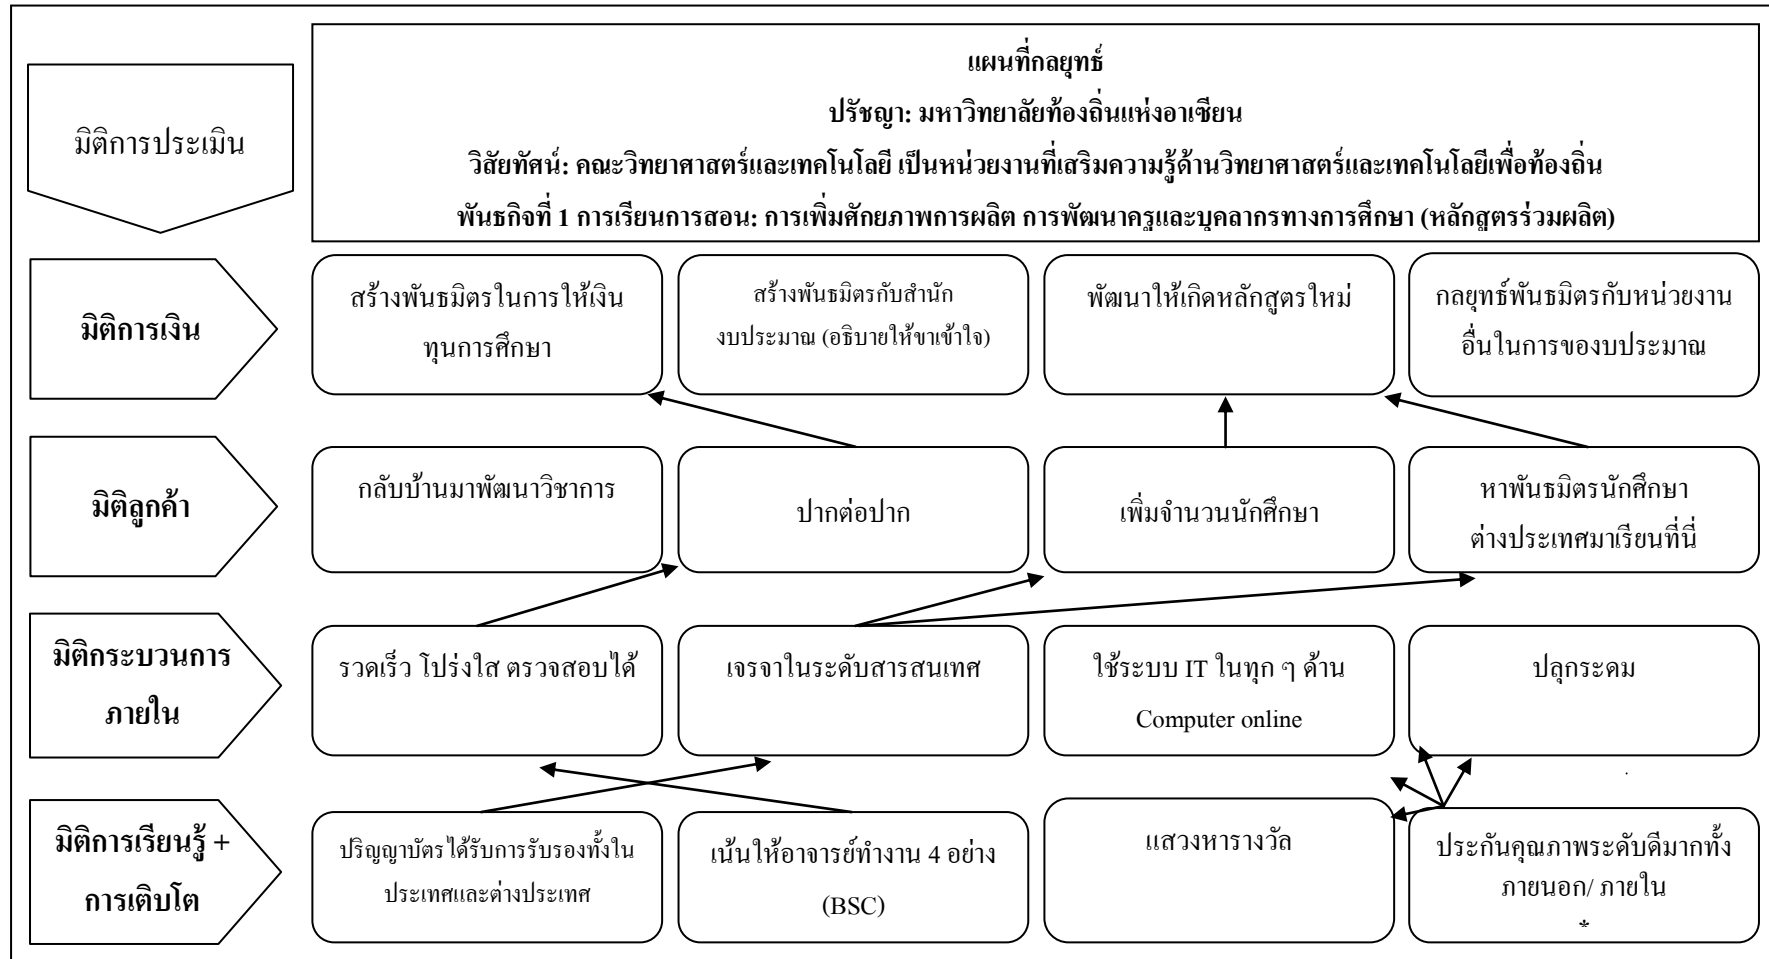 แผนที่กลยุทธ์
ปรัชญา: มหาวิทยาลัยท้องถิ่นแห่งอาเซียน
วิสัยทัศน์: คณะวิทยาศาสตร์และเทคโนโลยี เป็นหน่วยงานที่เสริมความรู้ด้านวิทยาศาสตร์และเทคโนโลยีเพื่อท้องถิ่น
พันธกิจที่ 1 การเรียนการสอน: การเพิ่มศักยภาพการผลิต การพัฒนาครูและบุคลากรทางการศึกษา (หลักสูตรร่วมผลิต)
มิติการประเมิน
มิติการเงิน
สร้างพันธมิตรในการให้เงิน
ทุนการศึกษา
สร้างพันธมิตรกับสำนัก
งบประมาณ (อธิบายให้ขาเข้าใจ)
พัฒนาให้เกิดหลักสูตรใหม่
กลยุทธ์พันธมิตรกับหน่วยงาน
อื่นในการของบประมาณ
มิติลูกค้า
กลับบ้านมาพัฒนาวิชาการ
ปากต่อปาก
เพิ่มจำนวนนักศึกษา
หาพันธมิตรนักศึกษา
ต่างประเทศมาเรียนที่นี่
มิติกระบวนการ
ภายใน
รวดเร็ว โปร่งใส ตรวจสอบได้
เจรจาในระดับสารสนเทศ
ใช้ระบบ IT ในทุก ๆ ด้าน
Computer online
ปลุกระดม
มิติการเรียนรู้ +
การเติบโต
ปริญญาบัตรได้รับการรับรองทั้งใน
ประเทศและต่างประเทศ
เน้นให้อาจารย์ทำงาน 4 อย่าง
(BSC)
แสวงหารางวัล
ประกันคุณภาพระดับดีมากทั้ง
ภายนอก/ ภายใน
*